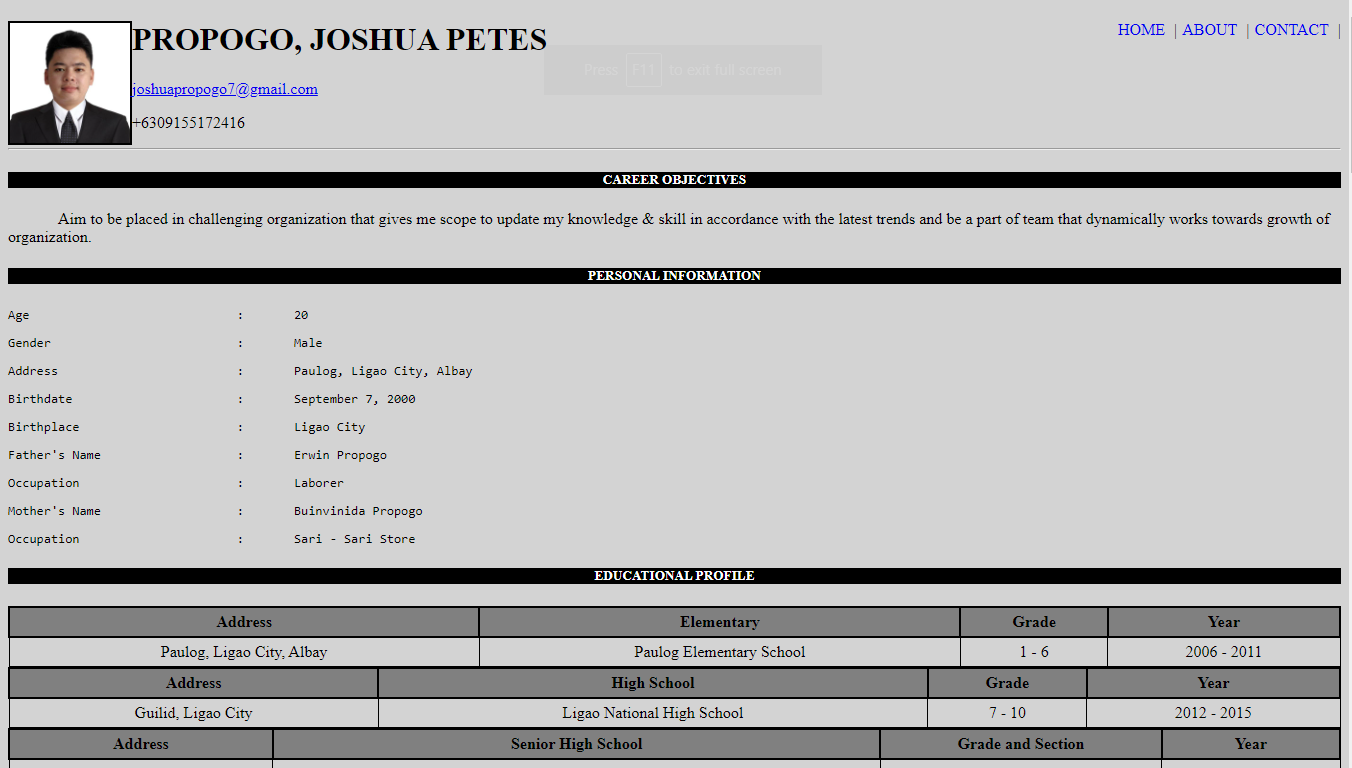 PROPOGO, JOSHUA PETES
HOME | ABOUT | CONTACT |
Press F11 to exit full screen
joshuapropogo7@gmail.com
+6309155172416
CAREER OBJECTIVES
Aim to be placed in challenging organization that gives me scope to update my knowledge & skill in accordance with the latest trends and be a part of team that dynamically works towards growth of
organization.
PERSONAL INFORMATION
Age : 20
Gender : Male
Address : Paulog, Ligao City, Albay
Birthdate : September 7, 2000
Birthplace : Ligao City
Father's Name : Erwin Propogo
Occupation : Laborer
Mother's Name : Buinvinida Propogo
Occupation : Sari - Sari Store
EDUCATIONAL PROFILE
Address Elementary Grade Year
Paulog, Ligao City, Albay Paulog Elementary School 1 - 6 2006 - 2011
Address High School Grade Year
Guilid, Ligao City Ligao National High School 7 - 10 2012 - 2015
Address Senior High School Grade and Section Year